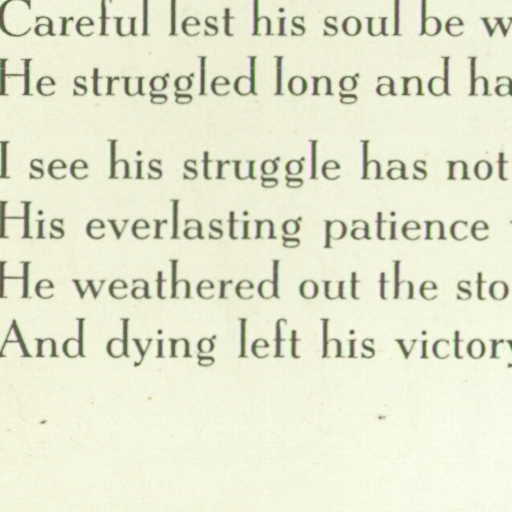 Careful lest his soul be w
He struggled long and ha
I see his struggle has not
His everlasting patience
He weathered out the sto
And dying left his victory